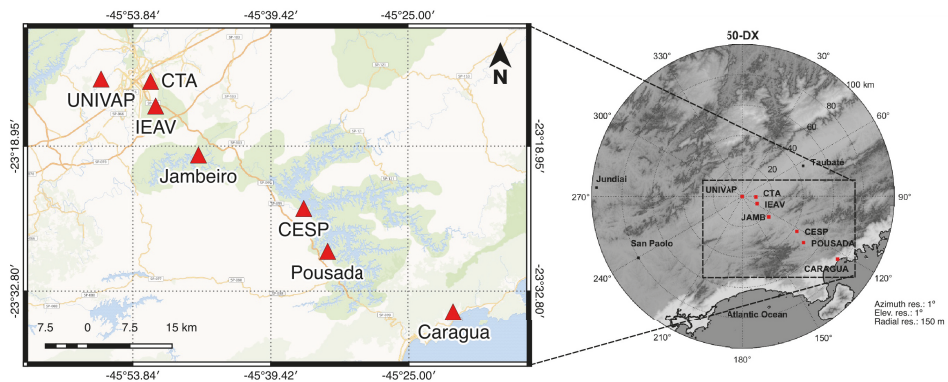 -45°53.84′ -45°39.42′ -45°25.00′
-23°18.95′
-23°32.80′
N
CTA
UNIVAP
IEAV
Jambeiro
CESP
Pousada
Caragua
7.5 0 7.5 15 km
-23°18.95′
-23°32.80′
-45°53.84′ -45°39.42′ -45°25.00′
50-DX
330° 30°
100 km
300° 80
60
40
20
Taubaté
Jundiai
270° 90°
UNIVAP CTA
IEAV
JAMB
CESP
San Paolo POUSADA
CARAGUA
240° 120°
Atlantic Ocean
210° 150°
180°
Azimuth res.: 1°
Elev. res.: 1°
Radial res.: 150 m